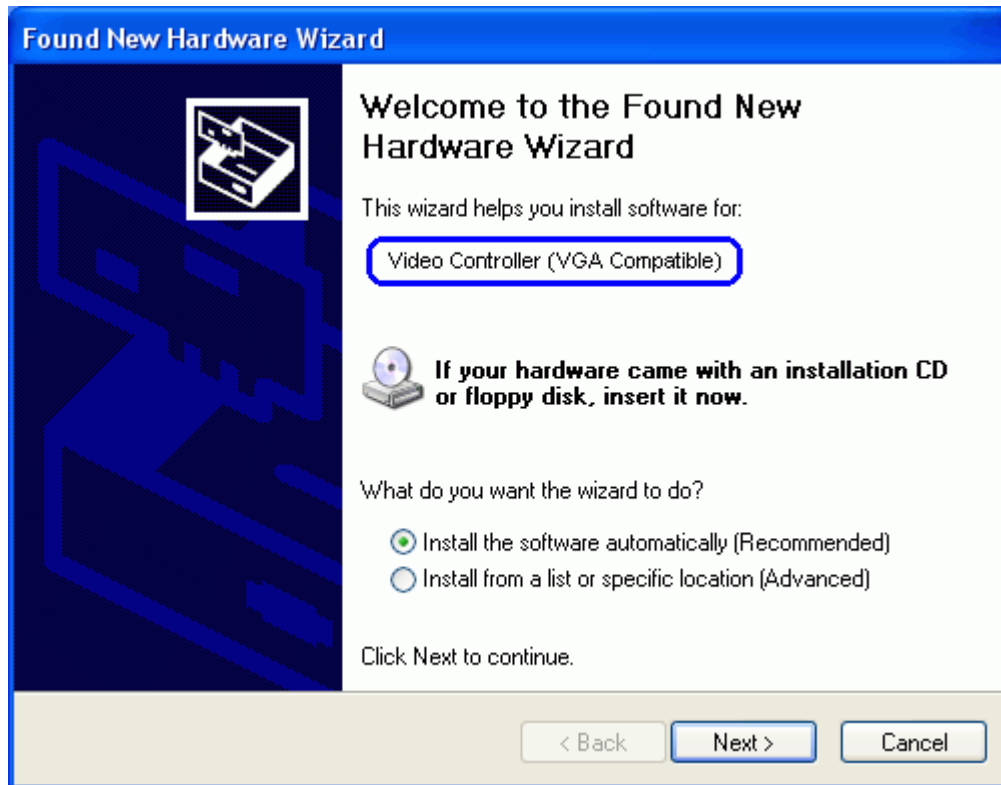 Found New Hardware Wizard
Welcome to the Found New
Hardware Wizard
This wizard helps you install software for:
Video Controller (VGA Compatible)
If your hardware came with an installation CD
or floppy disk, insert it now.
What do you want the wizard to do?
Install the software automatically (Recommended)
Install from a list or specific location (Advanced)
Click Next to continue.
< Back Next > Cancel